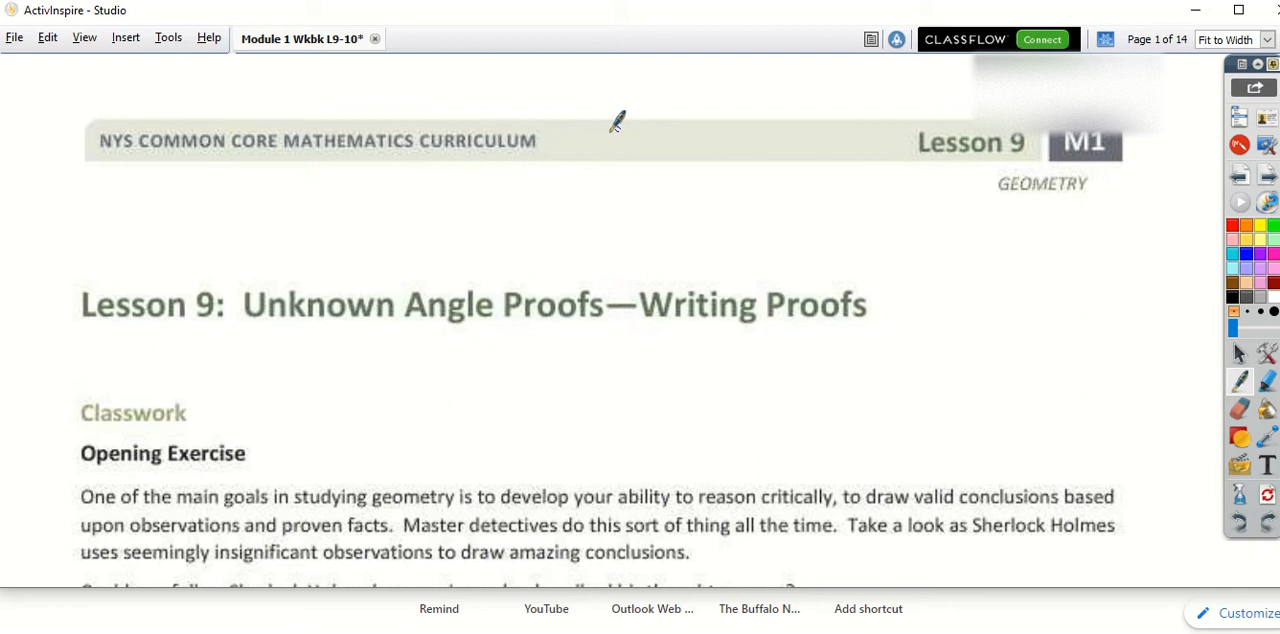 ActivInspire - Studio
File Edit View Insert Tools Help Module 1 Wkbk L9-10* CLASSFLOW Connect Page 1 of 14 Fit to Width
NYS COMMON CORE MATHEMATICS CURRICULUM Lesson 9 M1
GEOMETRY
Lesson 9: Unknown Angle Proofs—Writing Proofs
Classwork
Opening Exercise
One of the main goals in studying geometry is to develop your ability to reason critically, to draw valid conclusions based
upon observations and proven facts. Master detectives do this sort of thing all the time. Take a look as Sherlock Holmes
uses seemingly insignificant observations to draw amazing conclusions.
Remind YouTube Outlook Web ... The Buffalo N... Add shortcut
Customize